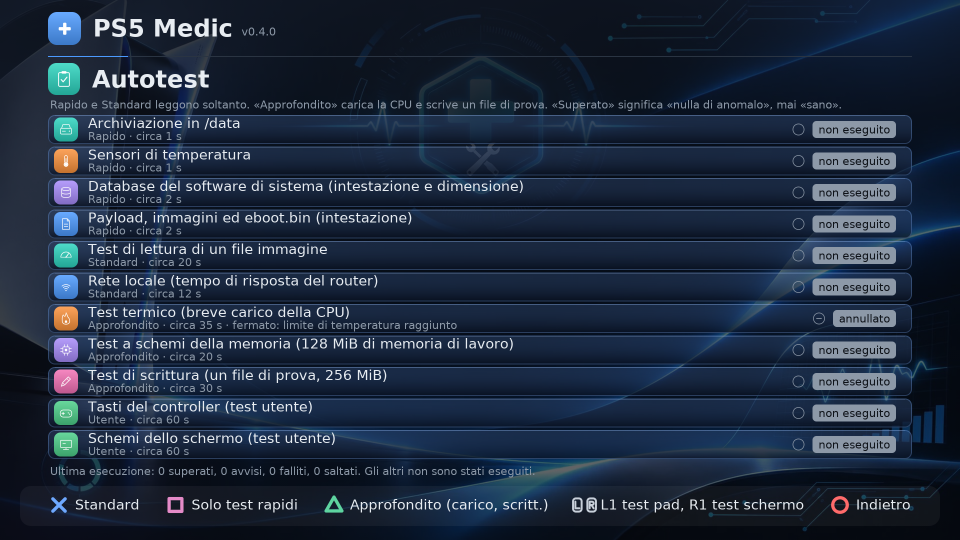 PS5 Medic v0.4.0
Autotest
Rapido e Standard leggono soltanto. «Approfondito» carica la CPU e scrive un file di prova. «Superato» significa «nulla di anomalo», mai «sano».
Archiviazione in /data
Rapido · circa 1 s
non eseguito
Sensori di temperatura
Rapido · circa 1 s
non eseguito
Database del software di sistema (intestazione e dimensione)
Rapido · circa 2 s
non eseguito
Payload, immagini ed eboot.bin (intestazione)
Rapido · circa 2 s
non eseguito
Test di lettura di un file immagine
Standard · circa 20 s
non eseguito
Rete locale (tempo di risposta del router)
Standard · circa 12 s
non eseguito
Test termico (breve carico della CPU)
Approfondito · circa 35 s · fermato: limite di temperatura raggiunto
annullato
Test a schemi della memoria (128 MiB di memoria di lavoro)
Approfondito · circa 20 s
non eseguito
Test di scrittura (un file di prova, 256 MiB)
Approfondito · circa 30 s
non eseguito
Tasti del controller (test utente)
Utente · circa 60 s
non eseguito
Schemi dello schermo (test utente)
Utente · circa 60 s
non eseguito
Ultima esecuzione: 0 superati, 0 avvisi, 0 falliti, 0 saltati. Gli altri non sono stati eseguiti.
Standard Solo test rapidi Approfondito (carico, scritt.) L R L1 test pad, R1 test schermo Indietro